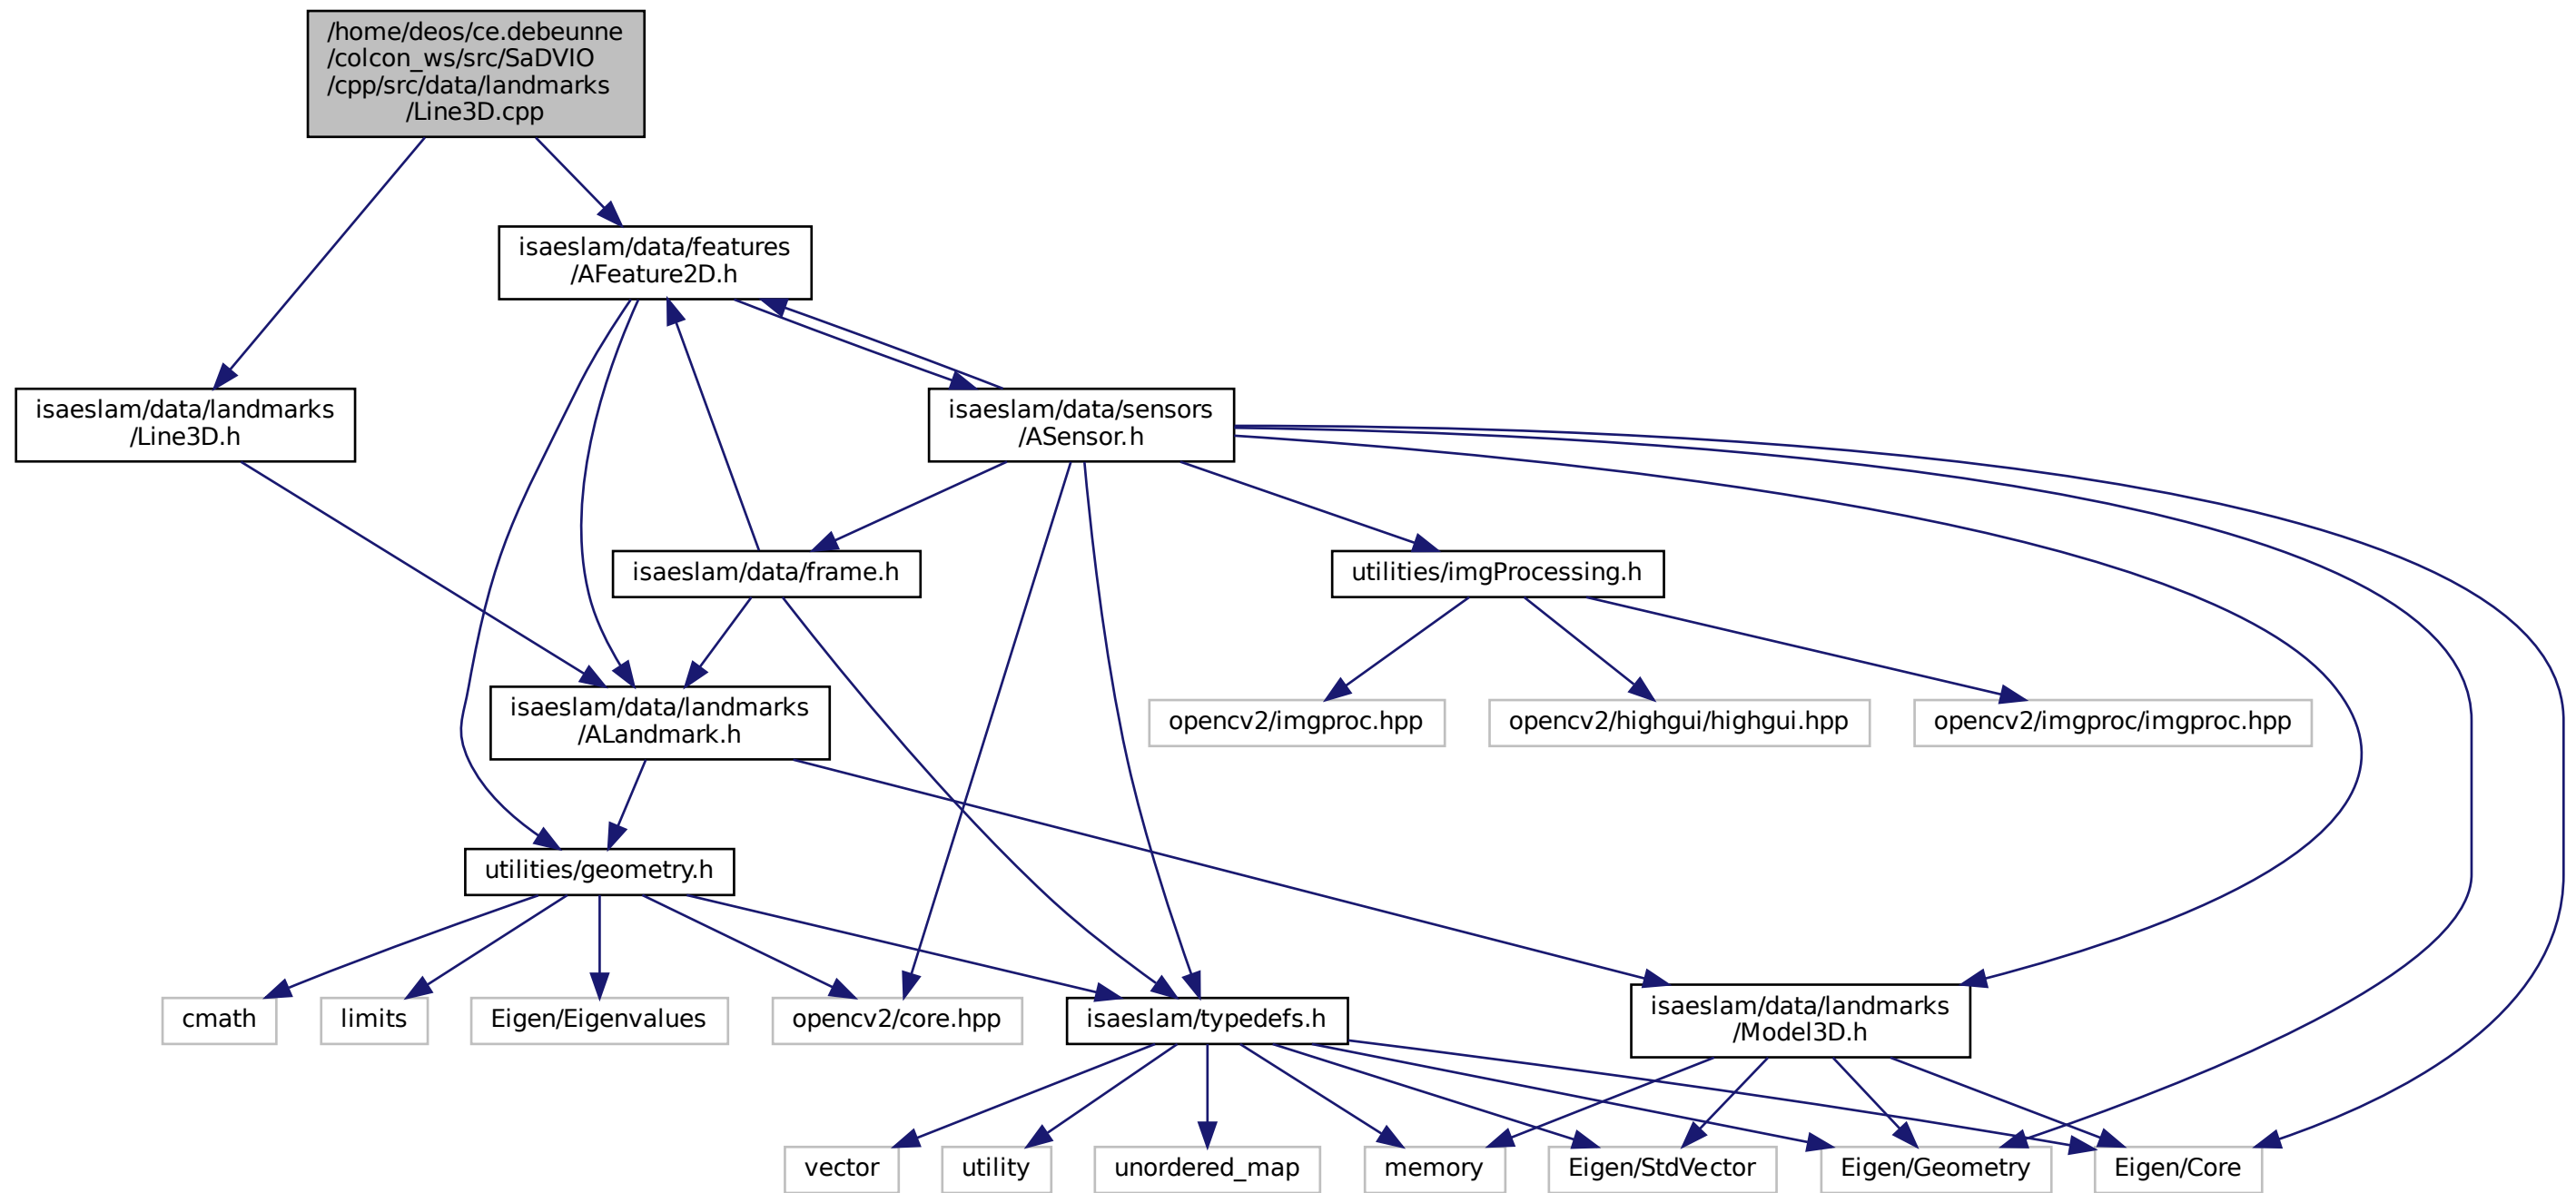 /home/deos/ce.debeunne
/colcon_ws/src/SaDVIO
/cpp/src/data/landmarks
/Line3D.cpp
isaeslam/data/features
/AFeature2D.h
isaeslam/data/landmarks
/Line3D.h
isaeslam/data/sensors
/ASensor.h
isaeslam/data/frame.h
utilities/imgProcessing.h
isaeslam/data/landmarks
/ALandmark.h
opencv2/imgproc.hpp
opencv2/highgui/highgui.hpp
opencv2/imgproc/imgproc.hpp
utilities/geometry.h
cmath
limits
Eigen/Eigenvalues
opencv2/core.hpp
isaeslam/typedefs.h
isaeslam/data/landmarks
/Model3D.h
vector
utility
unordered_map
memory
Eigen/StdVector
Eigen/Geometry
Eigen/Core